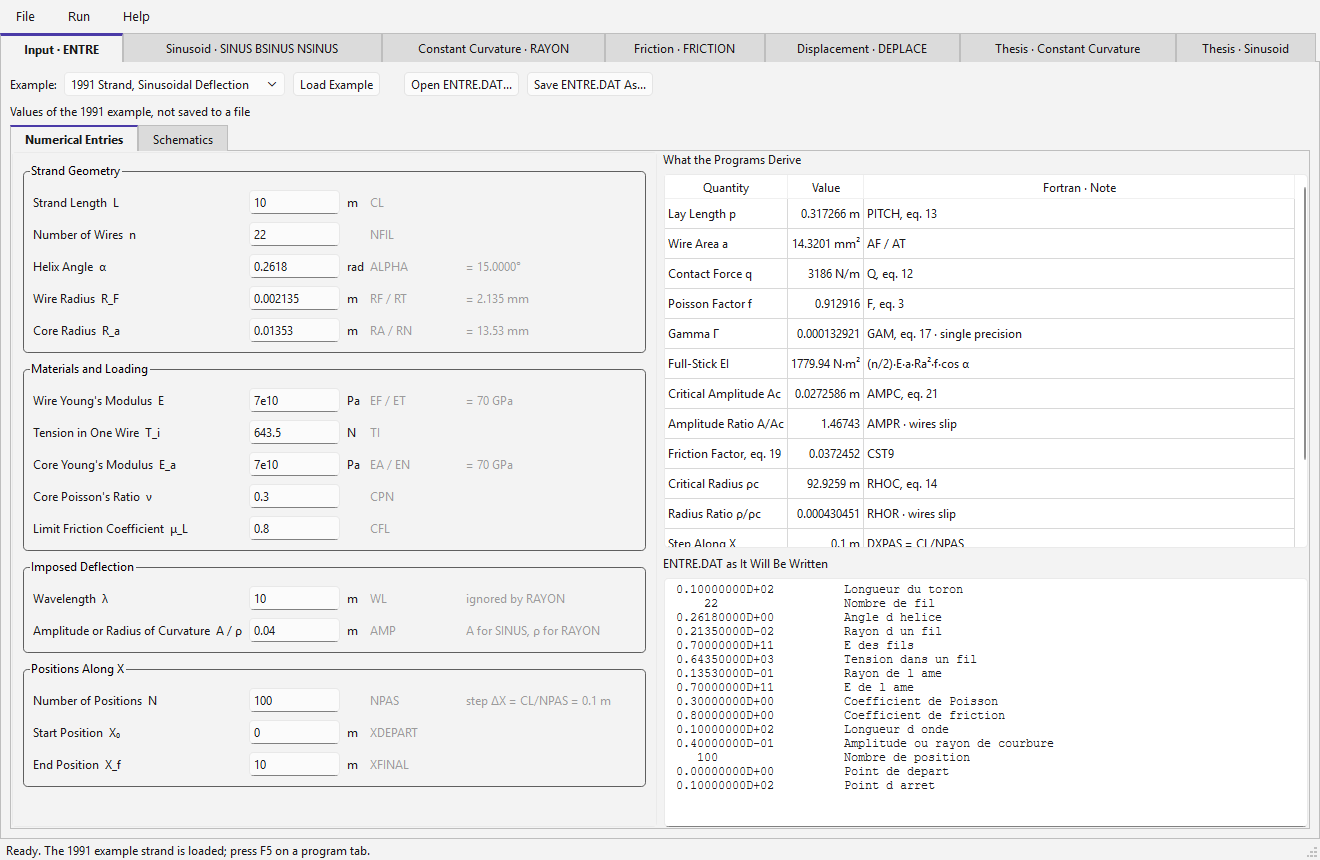 File Run Help
Input · ENTRE Sinusoid · SINUS BSINUS NSINUS Constant Curvature · RAYON Friction · FRICTION Displacement · DEPLACE Thesis · Constant Curvature Thesis · Sinusoid
Example: 1991 Strand, Sinusoidal Deflection Load Example Open ENTRE.DAT... Save ENTRE.DAT As...
Values of the 1991 example, not saved to a file
Numerical Entries Schematics
Strand Geometry
Strand Length L 10 m CL
Number of Wires n 22 NFIL
Helix Angle α 0.2618 rad ALPHA = 15.0000°
Wire Radius R_F 0.002135 m RF / RT = 2.135 mm
Core Radius R_a 0.01353 m RA / RN = 13.53 mm
Materials and Loading
Wire Young's Modulus E 7e10 Pa EF / ET = 70 GPa
Tension in One Wire T_i 643.5 N TI
Core Young's Modulus E_a 7e10 Pa EA / EN = 70 GPa
Core Poisson's Ratio ν 0.3 CPN
Limit Friction Coefficient μ_L 0.8 CFL
Imposed Deflection
Wavelength λ 10 m WL ignored by RAYON
Amplitude or Radius of Curvature A / ρ 0.04 m AMP A for SINUS, ρ for RAYON
Positions Along X
Number of Positions N 100 NPAS step ΔX = CL/NPAS = 0.1 m
Start Position X₀ 0 m XDEPART
End Position X_f 10 m XFINAL
What the Programs Derive
Quantity Value Fortran · Note
Lay Length p 0.317266 m PITCH, eq. 13
Wire Area a 14.3201 mm² AF / AT
Contact Force q 3186 N/m Q, eq. 12
Poisson Factor f 0.912916 F, eq. 3
Gamma Γ 0.000132921 GAM, eq. 17 · single precision
Full-Stick EI 1779.94 N·m² (n/2)·E·a·Ra²·f·cos α
Critical Amplitude Ac 0.0272586 m AMPC, eq. 21
Amplitude Ratio A/Ac 1.46743 AMPR · wires slip
Friction Factor, eq. 19 0.0372452 CST9
Critical Radius ρc 92.9259 m RHOC, eq. 14
Radius Ratio ρ/ρc 0.000430451 RHOR · wires slip
Step Along X 0.1 m DXPAS = CL/NPAS
ENTRE.DAT as It Will Be Written
0.10000000D+02 Longueur du toron
22 Nombre de fil
0.26180000D+00 Angle d helice
0.21350000D-02 Rayon d un fil
0.70000000D+11 E des fils
0.64350000D+03 Tension dans un fil
0.13530000D-01 Rayon de l ame
0.70000000D+11 E de l ame
0.30000000D+00 Coefficient de Poisson
0.80000000D+00 Coefficient de friction
0.10000000D+02 Longueur d onde
0.40000000D-01 Amplitude ou rayon de courbure
100 Nombre de position
0.00000000D+00 Point de depart
0.10000000D+02 Point d arret
Ready. The 1991 example strand is loaded; press F5 on a program tab.